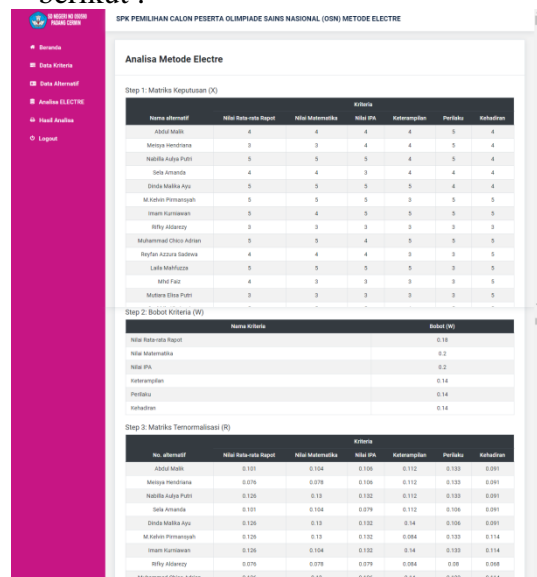 berikut :
SD NEGERI NO 050580
PADANG CERMIN
SPK PEMILIHAN CALON PESERTA OLIMPIADE SAINS NASIONAL (OSN) METODE ELECTRE
Beranda
Data Kriteria
Data Alternatif
Analisa ELECTRE
Hasil Analisa
Logout
Analisa Metode Electre
Step 1: Matriks Keputusan (X)
Kriteria
Nama alternatif Nilai Rata-rata Rapot Nilai Matematika Nilai IPA Keterampilan Perilaku Kehadiran
Abdul Malik 4 4 4 4 5 4
Meisya Hendriana 3 3 4 4 5 4
Nabilla Aulya Putri 5 5 5 4 5 4
Sela Amanda 4 4 3 4 4 4
Dinda Malika Ayu 5 5 5 5 4 4
M.Kelvin Pirmansyah 5 5 5 3 5 5
Imam Kurniawan 5 4 5 5 5 5
Rifky Aldarezy 3 3 3 3 3 3
Muhammad Chico Adrian 5 5 4 5 5 5
Reyfan Azzura Sadewa 4 4 4 3 3 5
Laila Mahfuzza 5 5 5 5 3 5
Mhd Faiz 4 3 3 3 3 5
Mutiara Elisa Putri 3 3 3 3 3 5
Step 2: Bobot Kriteria (W)
Nama Kriteria Bobot (W)
Nilai Rata-rata Rapot 0.18
Nilai Matematika 0.2
Nilai IPA 0.2
Keterampilan 0.14
Perilaku 0.14
Kehadiran 0.14
Step 3: Matriks Ternormalisasi (R)
Kriteria
No. alternatif Nilai Rata-rata Rapot Nilai Matematika Nilai IPA Keterampilan Perilaku Kehadiran
Abdul Malik 0.101 0.104 0.106 0.112 0.133 0.091
Meisya Hendriana 0.076 0.078 0.106 0.112 0.133 0.091
Nabilla Aulya Putri 0.126 0.13 0.132 0.112 0.133 0.091
Sela Amanda 0.101 0.104 0.079 0.112 0.106 0.091
Dinda Malika Ayu 0.126 0.13 0.132 0.14 0.106 0.091
M.Kelvin Pirmansyah 0.126 0.13 0.132 0.084 0.133 0.114
Imam Kurniawan 0.126 0.104 0.132 0.14 0.133 0.114
Rifky Aldarezy 0.076 0.078 0.079 0.084 0.08 0.068